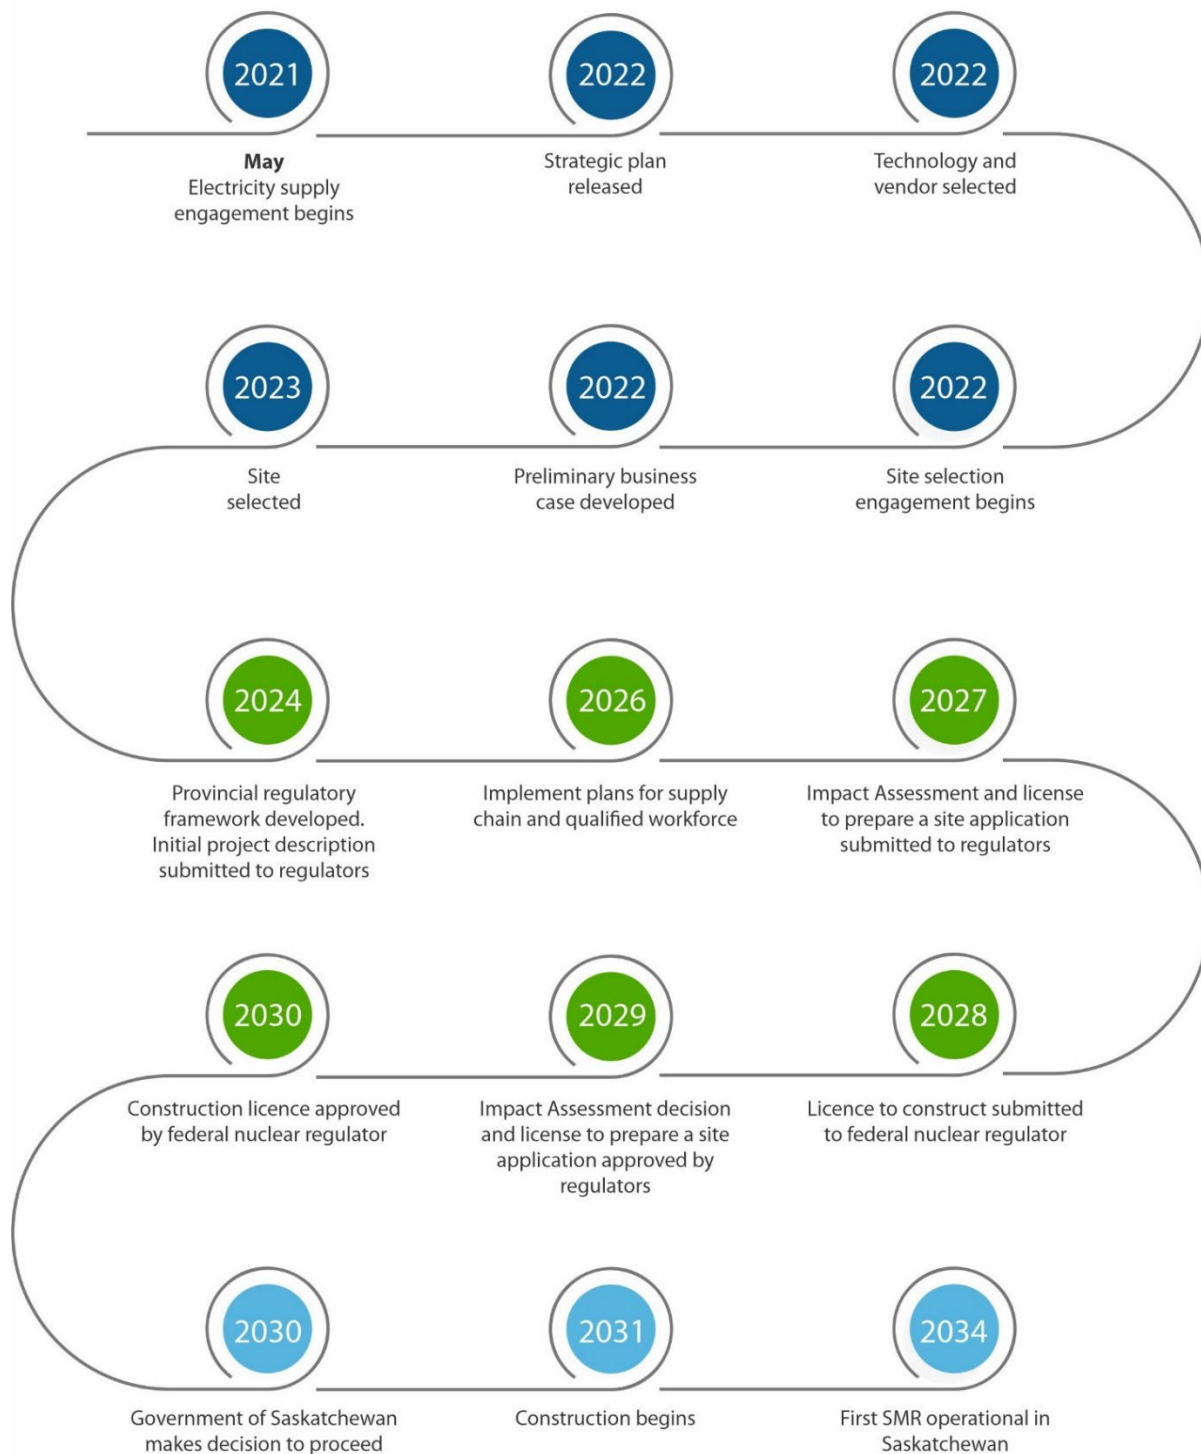 2021
May
Electricity supply
engagement begins
2022
Strategic plan
released
2022
Technology and
vendor selected
2022
Site selection
engagement begins
2022
Preliminary business
case developed
2023
Site
selected
2024
Provincial regulatory
framework developed.
Initial project description
submitted to regulators
2026
Implement plans for supply
chain and qualified workforce
2027
Impact Assessment and license
to prepare a site application
submitted to regulators
2028
Licence to construct submitted
to federal nuclear regulator
2029
Impact Assessment decision
and license to prepare a site
application approved by
regulators
2030
Construction licence approved
by federal nuclear regulator
2030
Government of Saskatchewan
makes decision to proceed
2031
Construction begins
2034
First SMR operational in
Saskatchewan